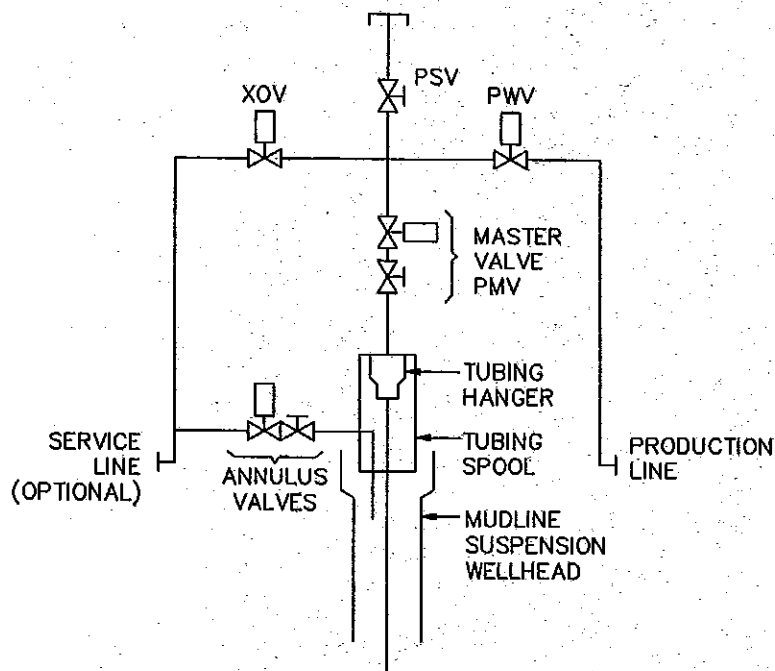 PSV
XOV
PWV
MASTER
VALVE
PMV
TUBING
HANGER
TUBING
SPOOL
SERVICE
LINE
(OPTIONAL)
ANNULUS
VALVES
PRODUCTION
LINE
MUDLINE
SUSPENSION
WELLHEAD